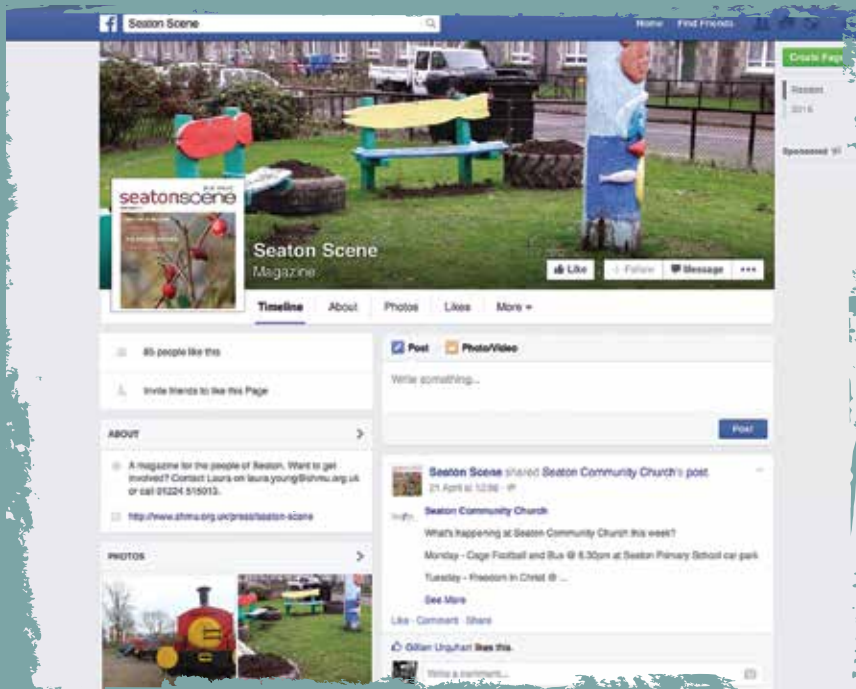 Seaton Scene
Home Find Friends
Create Page
Recent
2016
Sponsored
seatonscene
Seaton Scene
Magazine
Like Follow Message •••
Timeline About Photos Likes More
85 people like this
Invite friends to like this Page
ABOUT
A magazine for the people of Seaton. Want to get
involved? Contact Laura on laura.young@shmu.org.uk
or call 01224 515013.
http://www.shmu.org.uk/press/seaton-scene
PHOTOS
Post Photo/Video
Write something...
Post
Seaton Scene shared Seaton Community Church's post.
21 April at 12:56
Seaton Community Church
What's happening at Seaton Community Church this week?
Monday - Cage Football and Bus @ 6.30pm at Seaton Primary School car park
Tuesday - Freedom in Christ @ ...
See More
Like · Comment · Share
Gillian Urquhart likes this.
Write a comment...